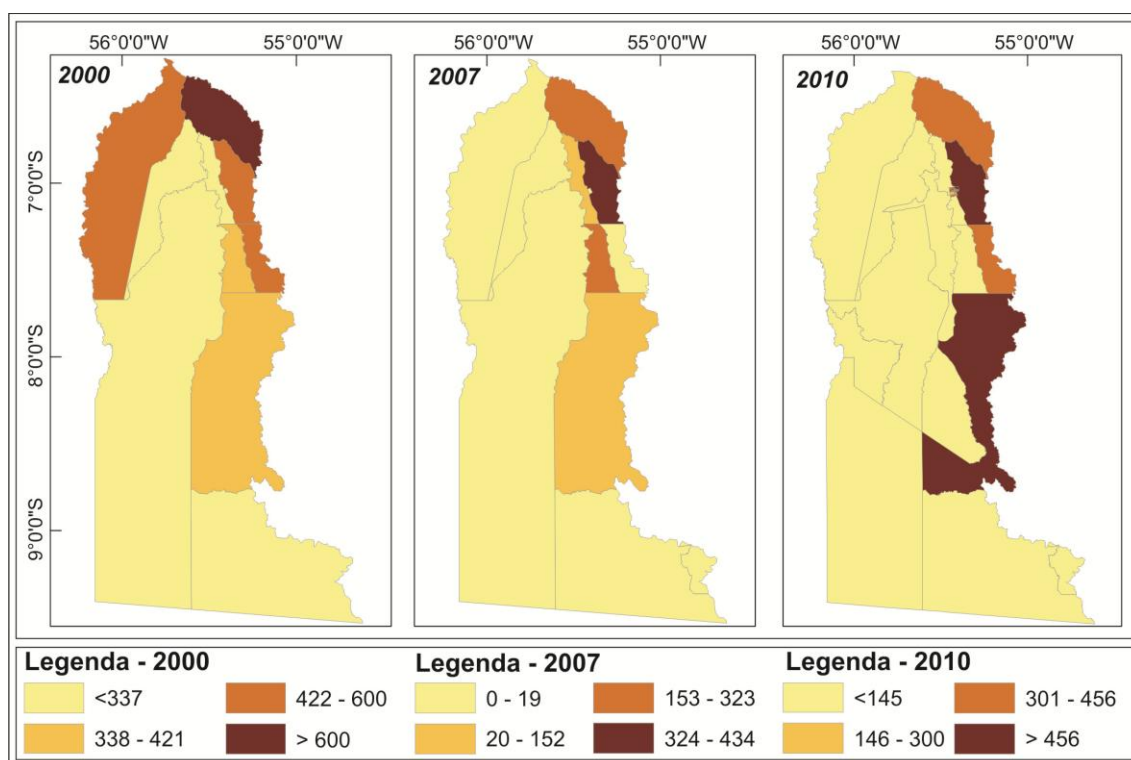 56°0'0"W 55°0'0"W 56°0'0"W 55°0'0"W 56°0'0"W 55°0'0"W
2000 2007 2010
7°0'0"S
8°0'0"S
9°0'0"S
Legenda - 2000 Legenda - 2007 Legenda - 2010
<337 422 - 600 0 - 19 153 - 323 <145 301 - 456
338 - 421 > 600 20 - 152 324 - 434 146 - 300 > 456